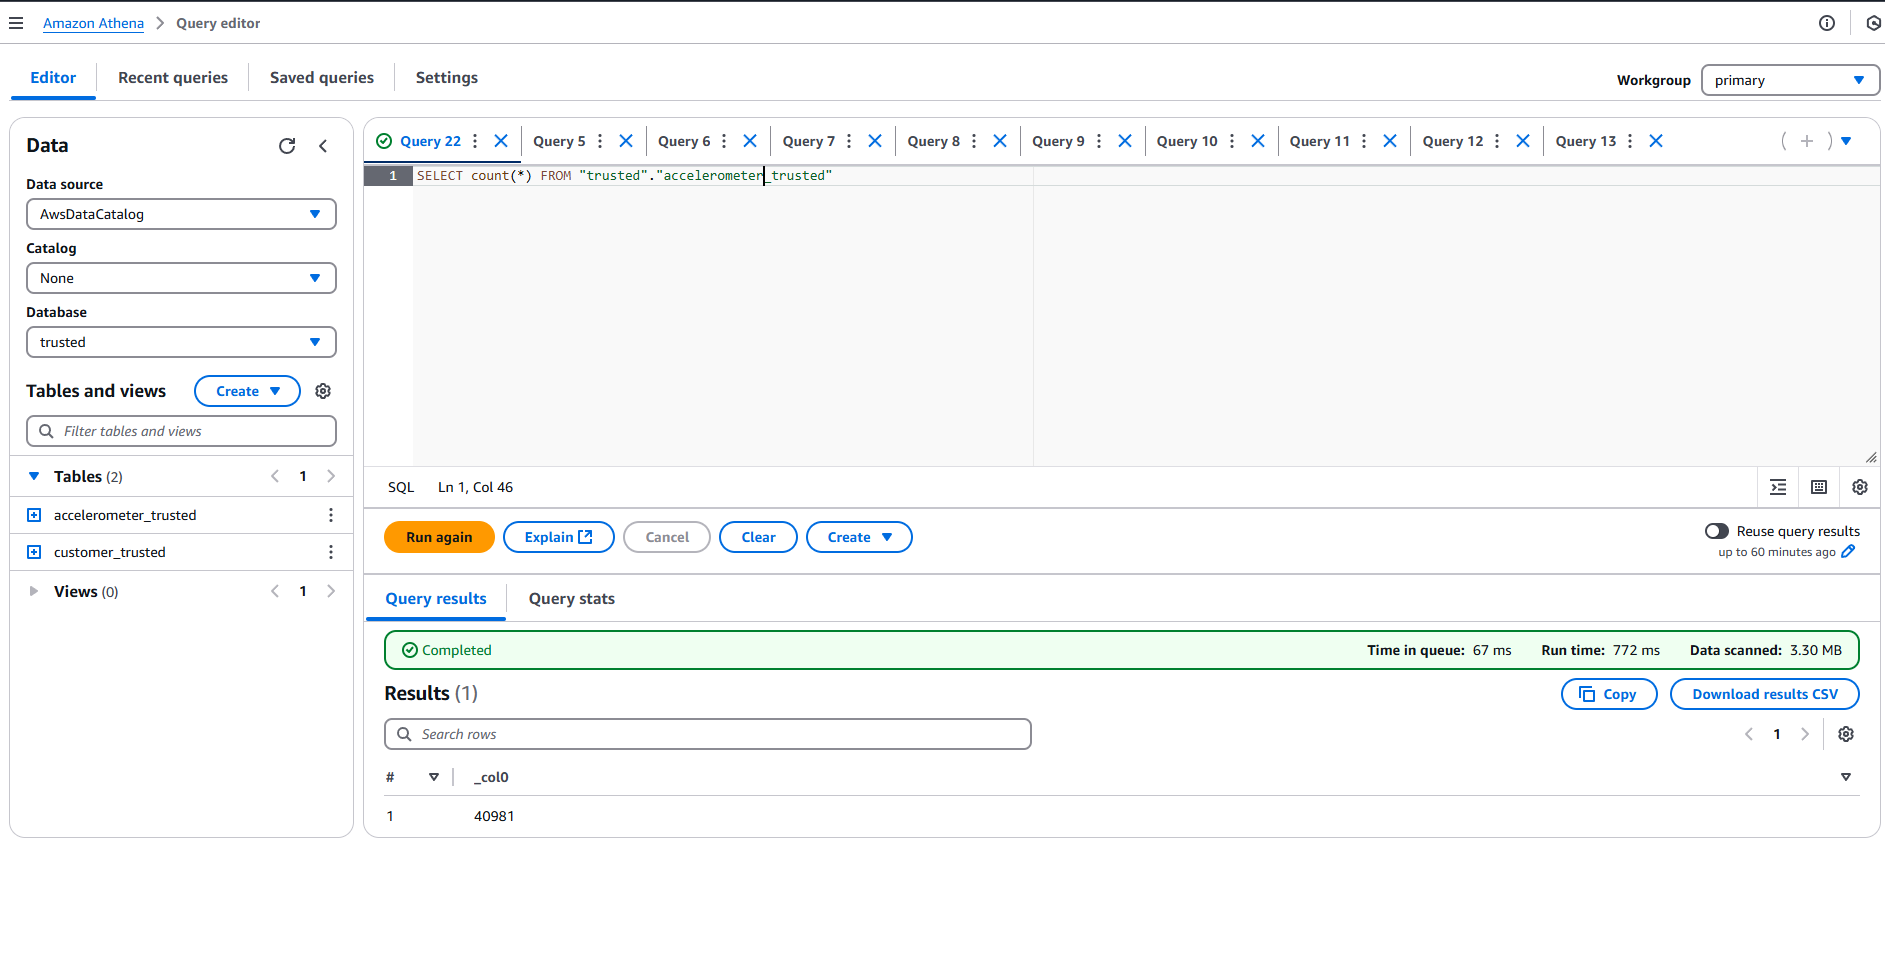 Amazon Athena > Query editor
Editor Recent queries Saved queries Settings
Workgroup primary
Data
Data source
AwsDataCatalog
Catalog
None
Database
trusted
Tables and views Create
Filter tables and views
Tables (2) < 1 >
accelerometer_trusted
customer_trusted
Views (0) < 1 >
Query 22 Query 5 Query 6 Query 7 Query 8 Query 9 Query 10 Query 11 Query 12 Query 13
1 SELECT count(*) FROM "trusted"."accelerometer_trusted"
SQL Ln 1, Col 46
Run again Explain Cancel Clear Create
Reuse query results
up to 60 minutes ago
Query results Query stats
Completed Time in queue: 67 ms Run time: 772 ms Data scanned: 3.30 MB
Results (1) Copy Download results CSV
Search rows < 1 >
# _col0
1 40981